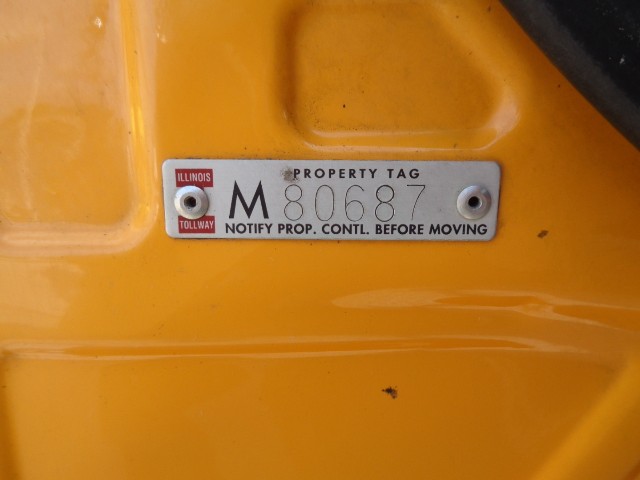 ILLINOIS
TOLLWAY
PROPERTY TAG
M 80687
NOTIFY PROP. CONTL. BEFORE MOVING